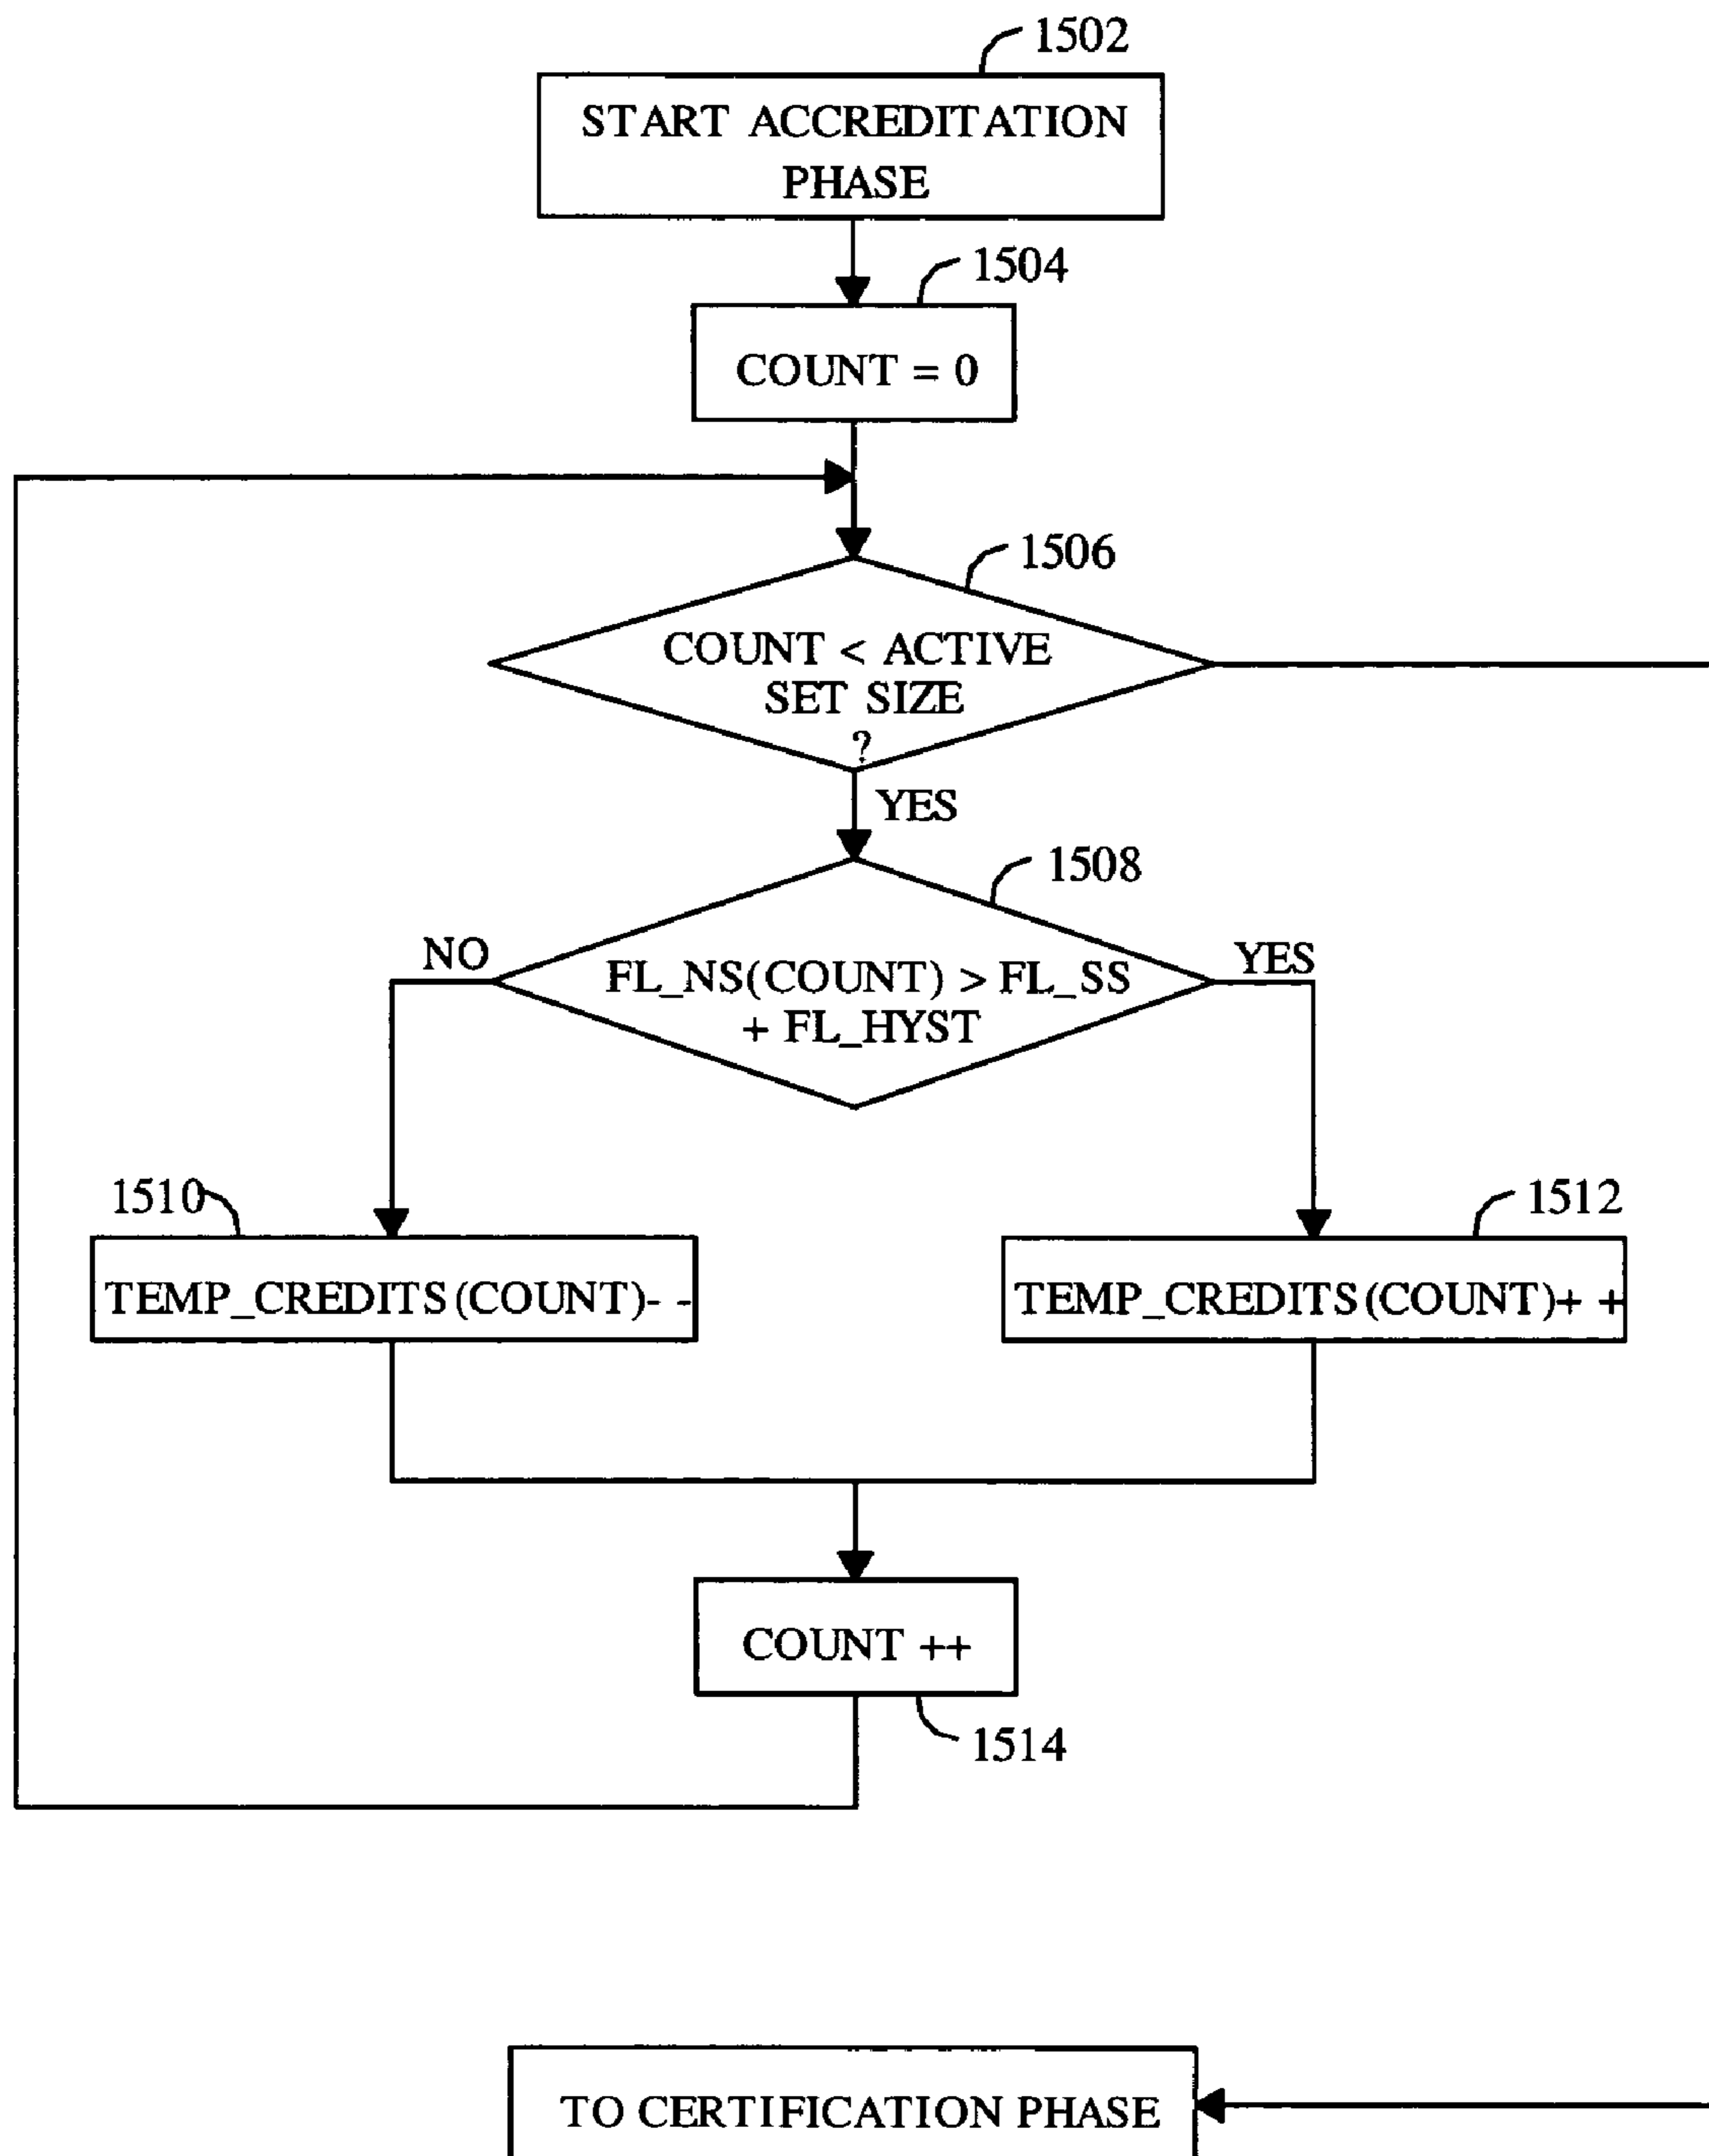 1502
START ACCREDITATION
PHASE
1504
COUNT = 0
1506
COUNT < ACTIVE
SET SIZE
?
YES
1508
NO
YES
FL_NS(COUNT) > FL_SS
+ FL_HYST
1510
1512
TEMP_CREDITS(COUNT)- -
TEMP_CREDITS(COUNT)+ +
COUNT ++
1514
TO CERTIFICATION PHASE